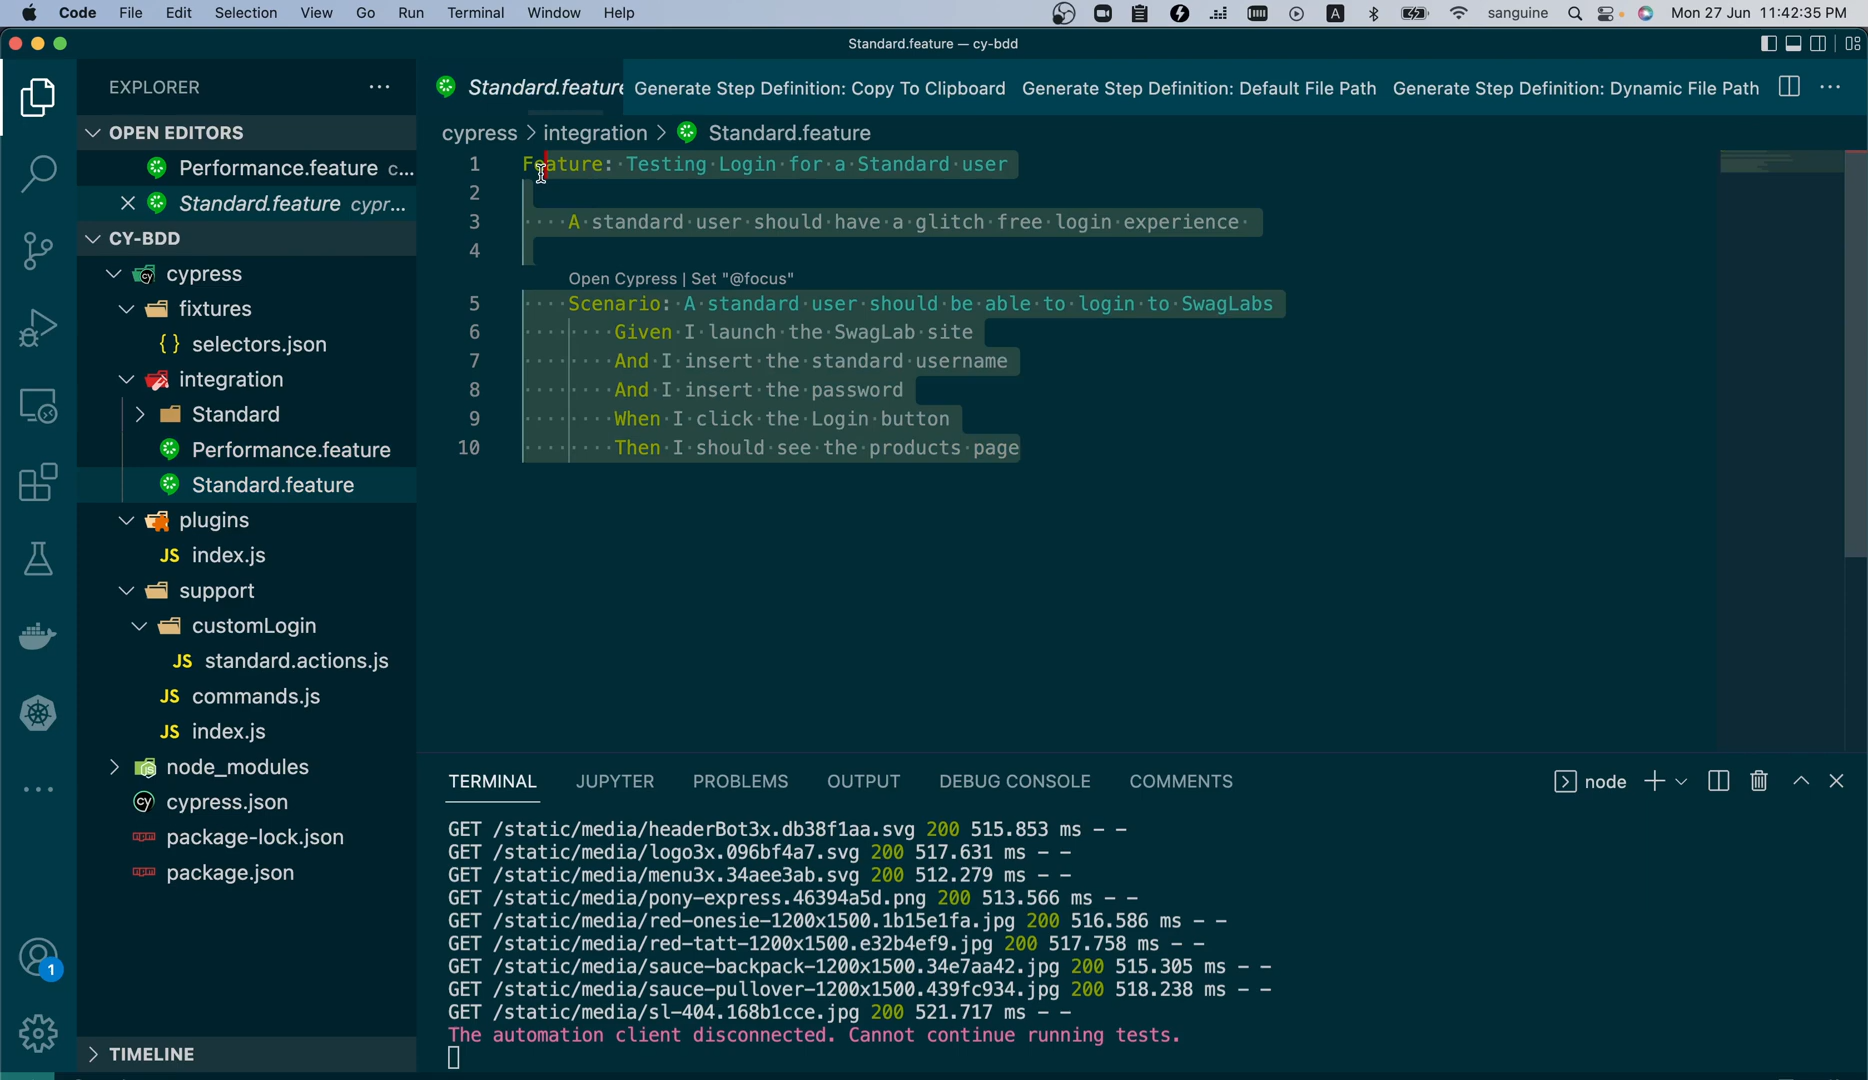 Code File Edit Selection View Go Run Terminal Window Help
A sanguine Mon 27 Jun 11:42:35 PM
Standard.feature — cy-bdd
EXPLORER ···
Standard.feature Generate Step Definition: Copy To Clipboard Generate Step Definition: Default File Path Generate Step Definition: Dynamic File Path ···
OPEN EDITORS
Performance.feature c...
Standard.feature cypr...
CY-BDD
cypress
fixtures
{ } selectors.json
integration
Standard
Performance.feature
Standard.feature
plugins
JS index.js
support
customLogin
JS standard.actions.js
JS commands.js
JS index.js
node_modules
cy cypress.json
package-lock.json
package.json
TIMELINE
1
cypress > integration > Standard.feature
1 Feature: Testing Login for a Standard user
2
3 A standard user should have a glitch free login experience
4
Open Cypress | Set "@focus"
5 Scenario: A standard user should be able to login to SwagLabs
6 Given I launch the SwagLab site
7 And I insert the standard username
8 And I insert the password
9 When I click the Login button
10 Then I should see the products page
TERMINAL JUPYTER PROBLEMS OUTPUT DEBUG CONSOLE COMMENTS node
GET /static/media/headerBot3x.db38f1aa.svg 200 515.853 ms - -
GET /static/media/logo3x.096bf4a7.svg 200 517.631 ms - -
GET /static/media/menu3x.34aee3ab.svg 200 512.279 ms - -
GET /static/media/pony-express.46394a5d.png 200 513.566 ms - -
GET /static/media/red-onesie-1200x1500.1b15e1fa.jpg 200 516.586 ms - -
GET /static/media/red-tatt-1200x1500.e32b4ef9.jpg 200 517.758 ms - -
GET /static/media/sauce-backpack-1200x1500.34e7aa42.jpg 200 515.305 ms - -
GET /static/media/sauce-pullover-1200x1500.439fc934.jpg 200 518.238 ms - -
GET /static/media/sl-404.168b1cce.jpg 200 521.717 ms - -
The automation client disconnected. Cannot continue running tests.